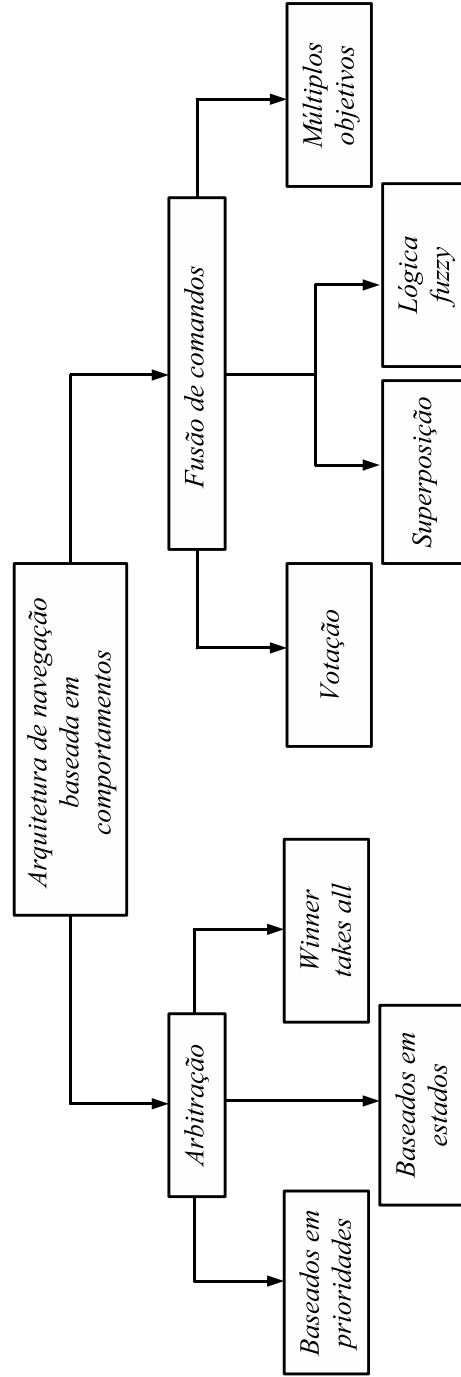 Arquitetura de navegação
baseada em
comportamentos
Arbitração
Fusão de comandos
Baseados em
prioridades
Winner
takes all
Votação
Múltiplos
objetivos
Baseados em
estados
Superposição
Lógica
fuzzy